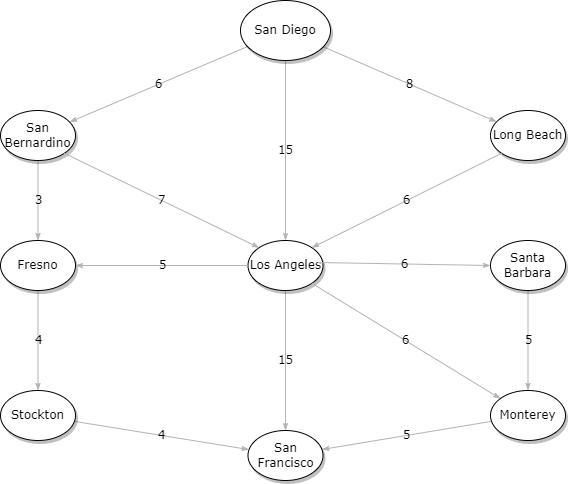 San Diego
6
8
San
Bernardino
15
Long Beach
3
7
6
Fresno
5
Los Angeles
6
Santa
Barbara
4
15
6
5
Stockton
Monterey
4
5
San
Francisco